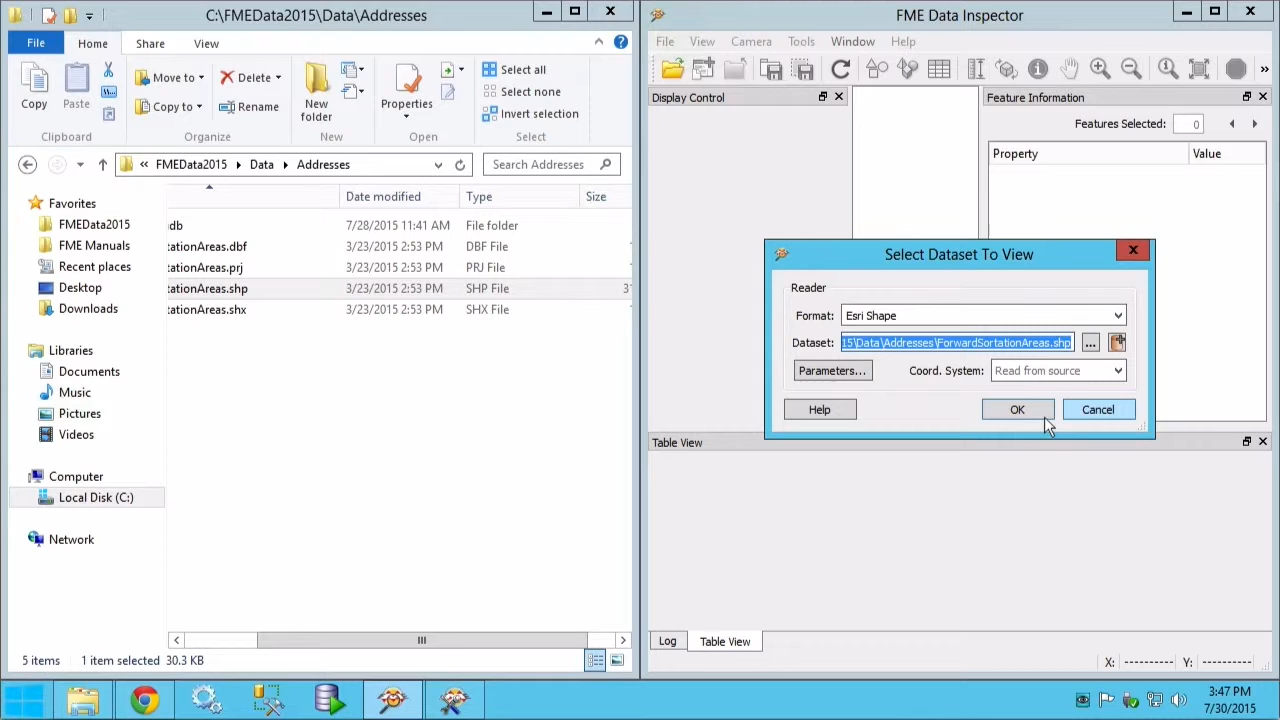 C:\FMEData2015\Data\Addresses
File
Home
Share
View
Copy
Paste
Clipboard
Move to
Copy to
Delete
Rename
Organize
New
folder
New
Properties
Open
Select all
Select none
Invert selection
Select
« FMEData2015 Data Addresses
Search Addresses
Favorites
FMEData2015
FME Manuals
Recent places
Desktop
Downloads
Libraries
Documents
Music
Pictures
Videos
Computer
Local Disk (C:)
Network
Date modified Type Size
db 7/28/2015 11:41 AM File folder
tationAreas.dbf 3/23/2015 2:53 PM DBF File
tationAreas.prj 3/23/2015 2:53 PM PRJ File
tationAreas.shp 3/23/2015 2:53 PM SHP File 3
tationAreas.shx 3/23/2015 2:53 PM SHX File
5 items 1 item selected 30.3 KB
FME Data Inspector
File View Camera Tools Window Help
Display Control
Feature Information
Features Selected: 0
Property Value
Select Dataset To View
Reader
Format: Esri Shape
Dataset: 15\Data\Addresses\ForwardSortationAreas.shp ...
Parameters... Coord. System: Read from source
Help OK Cancel
Table View
Log Table View
X: ---------- Y: ----------
3:47 PM
7/30/2015